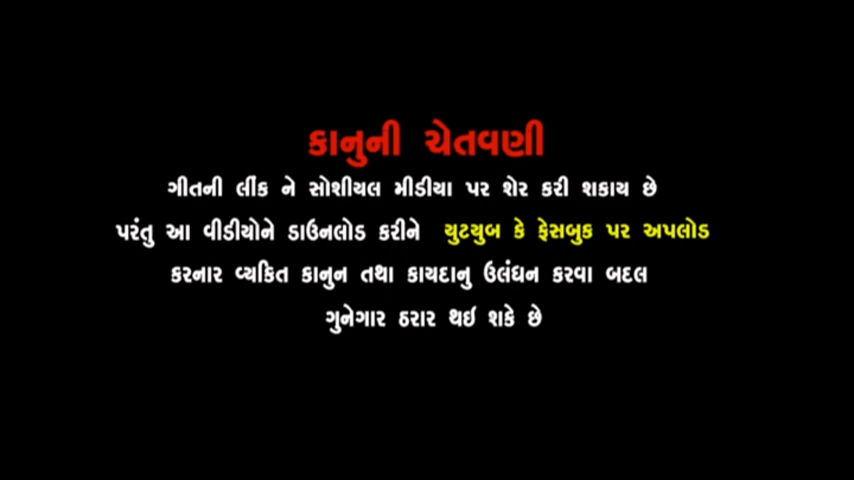 કાનુની ચેતવણી
ગીતની લીંક ને સોશીયલ મીડીયા પર શેર કરી શકાય છે
પરંતુ આ વીડીયોને ડાઉનલોડ કરીને યુટયુબ કે ફેસબુક પર અપલોડ
કરનાર વ્યકિત કાનુન તથા કાયદાનુ ઉલંઘન કરવા બદલ
ગુનેગાર ઠરાર થઇ શકે છે